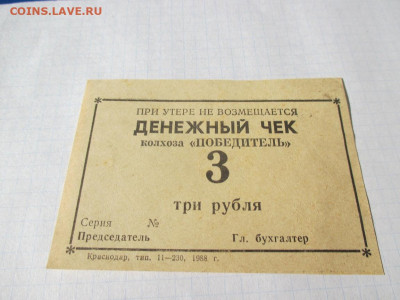 COINS.LAVE.RU
ПРИ УТЕРЕ НЕ ВОЗМЕЩАЕТСЯ
ДЕНЕЖНЫЙ ЧЕК
колхоза «ПОБЕДИТЕЛЬ»
3
три рубля
Серия №
Председатель Гл. бухгалтер
Краснодар, тип. 11—230, 1988 г.